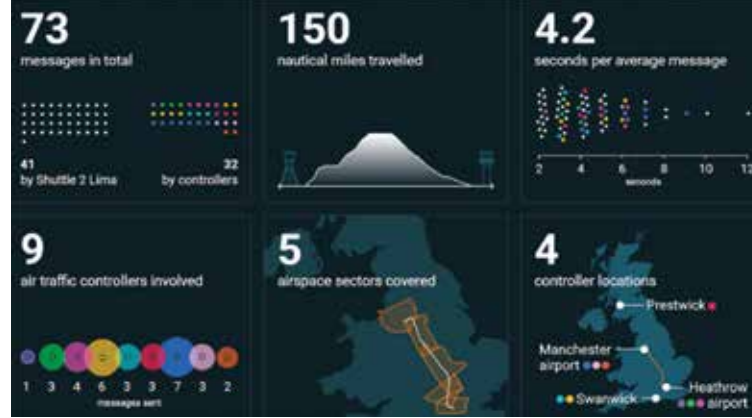 73
messages in total
41
by Shuttle 2 Lima
32
by controllers
150
nautical miles travelled
4.2
seconds per average message
2 4 6 8 10 12
seconds
9
air traffic controllers involved
1 3 4 6 3 3 7 3 2
messages sent
5
airspace sectors covered
4
controller locations
Prestwick
Manchester
airport
Heathrow
airport
Swanwick